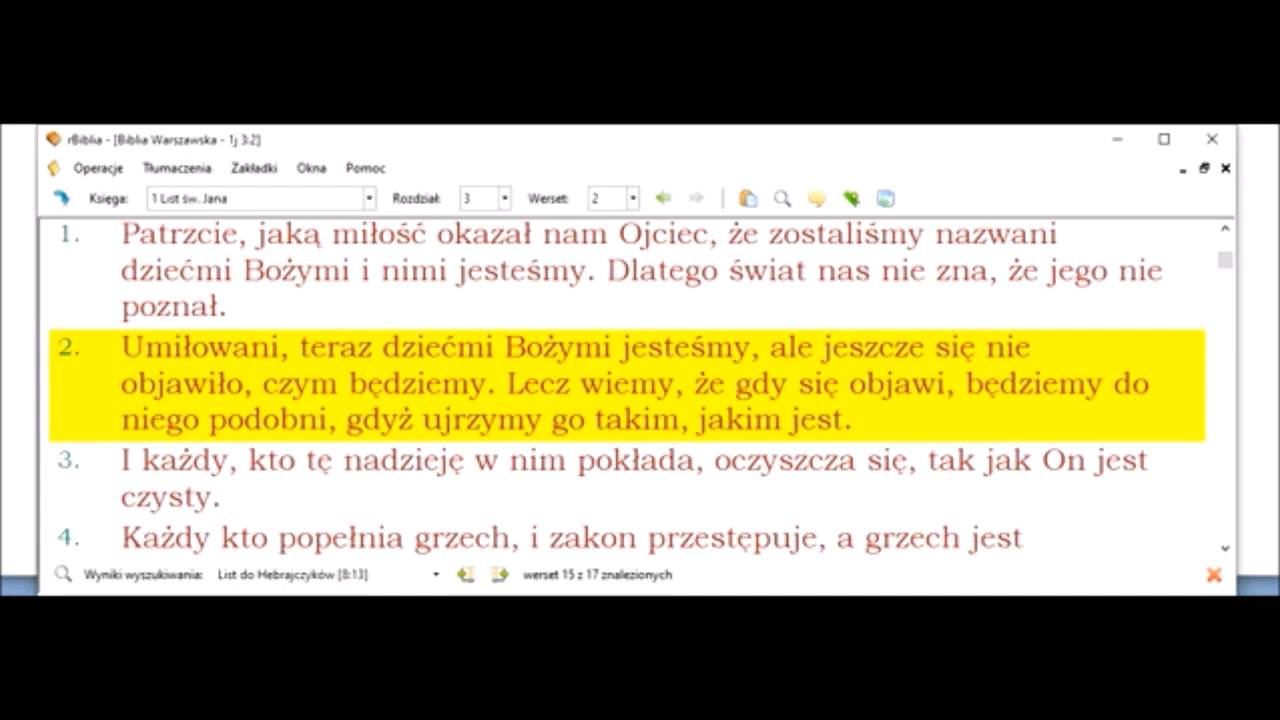 rBiblia - [Biblia Warszawska - 1j 3:2]
Operacje Tłumaczenia Zakładki Okna Pomoc
Księga: 1 List św. Jana Rozdział: 3 Werset: 2
1. Patrzcie, jaką miłość okazał nam Ojciec, że zostaliśmy nazwani
dziećmi Bożymi i nimi jesteśmy. Dlatego świat nas nie zna, że jego nie
poznał.
2. Umiłowani, teraz dziećmi Bożymi jesteśmy, ale jeszcze się nie
objawiło, czym będziemy. Lecz wiemy, że gdy się objawi, będziemy do
niego podobni, gdyż ujrzymy go takim, jakim jest.
3. I każdy, kto tę nadzieję w nim pokłada, oczyszcza się, tak jak On jest
czysty.
4. Każdy kto popełnia grzech, i zakon przestępuje, a grzech jest
Wyniki wyszukiwania: List do Hebrajczyków [8:13] werset 15 z 17 znalezionych